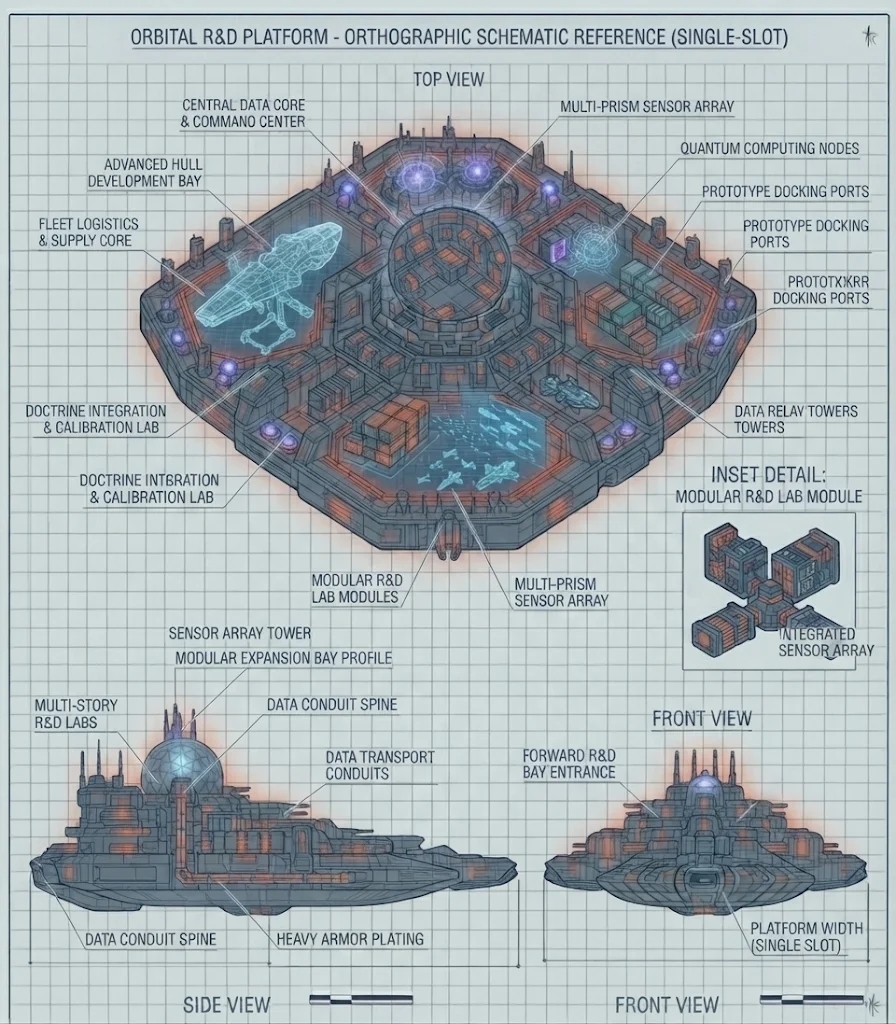 ORBITAL R&D PLATFORM - ORTHOGRAPHIC SCHEMATIC REFERENCE (SINGLE-SLOT)
TOP VIEW
CENTRAL DATA CORE
& COMMANO CENTER
MULTI-PRISM SENSOR ARRAY
ADVANCED HULL
DEVELOPMENT BAY
QUANTUM COMPUTING NODES
PROTOTYPE DOCKING PORTS
FLEET LOGISTICS
& SUPPLY CORE
PROTOTYPE DOCKING
PORTS
PROTOTXKRR
DOCKING PORTS
DOCTRINE INTEGRATION
& CALIBRATION LAB
DATA RELAY TOWERS
TOWERS
DOCTRINE INTBRATION
& CALIBRATION LAB
INSET DETAIL:
MODULAR R&D LAB MODULE
MODULAR R&D
LAB MODULES
MULTI-PRISM
SENSOR ARRAY
INTEGRATED
SENSOR ARRAY
SENSOR ARRAY TOWER
MODULAR EXPANSION BAY PROFILE
MULTI-STORY
R&D LABS
DATA CONDUIT SPINE
DATA TRANSPORT
CONDUITS
FRONT VIEW
FORWARD R&D
BAY ENTRANCE
DATA CONDUIT SPINE
HEAVY ARMOR PLATING
PLATFORM WIDTH
(SINGLE SLOT)
SIDE VIEW
FRONT VIEW